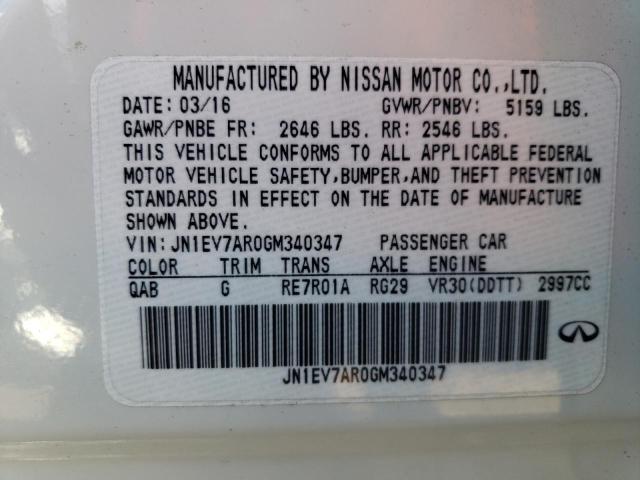 MANUFACTURED BY NISSAN MOTOR CO.,LTD.
DATE: 03/16 GVWR/PNBV: 5159 LBS.
GAWR/PNBE FR: 2646 LBS. RR: 2546 LBS.
THIS VEHICLE CONFORMS TO ALL APPLICABLE FEDERAL
MOTOR VEHICLE SAFETY,BUMPER,AND THEFT PREVENTION
STANDARDS IN EFFECT ON THE DATE OF MANUFACTURE
SHOWN ABOVE.
VIN:JN1EV7AR0GM340347 PASSENGER CAR
COLOR TRIM TRANS AXLE ENGINE
QAB G RE7R01A RG29 VR30(DDTT) 2997CC
JN1EV7AR0GM340347